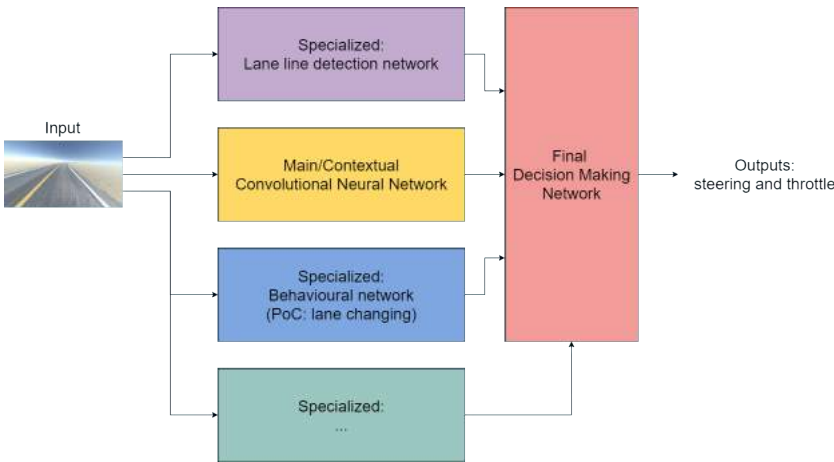 Input
Specialized:
Lane line detection network
Main/Contextual
Convolutional Neural Network
Specialized:
Behavioural network
(PoC: lane changing)
Specialized:
...
Final
Decision Making
Network
Outputs:
steering and throttle